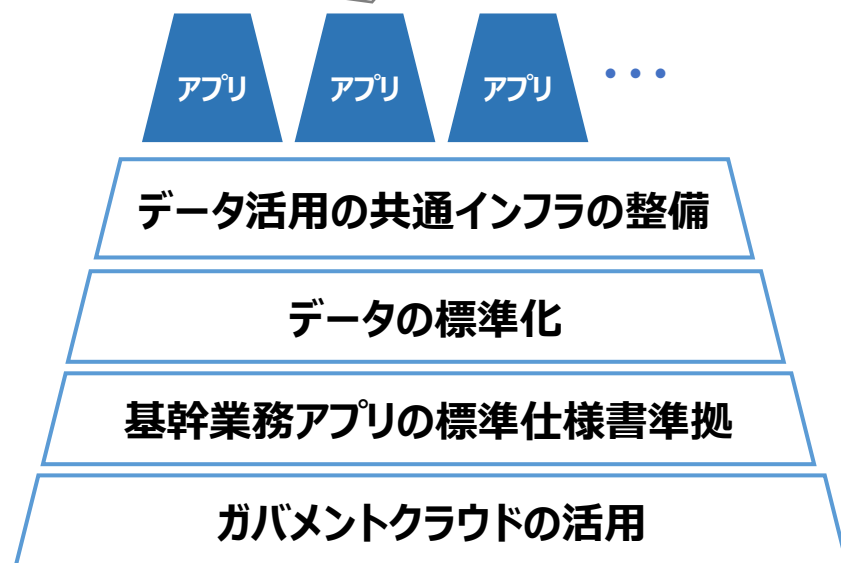 アプリ アプリ アプリ ・・・
データ活用の共通インフラの整備
データの標準化
基幹業務アプリの標準仕様書準拠
ガバメントクラウドの活用